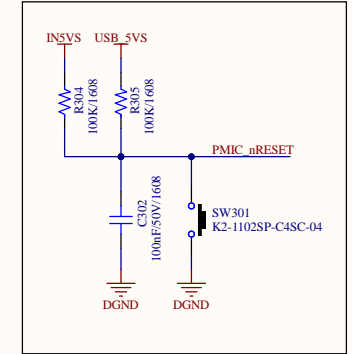 IN5VS
USB_5VS
R304
100K/1608
R305
100K/1608
PMIC_nRESET
C302
100nF/50V/1608
SW301
K2-1102SP-C4SC-04
DGND
DGND